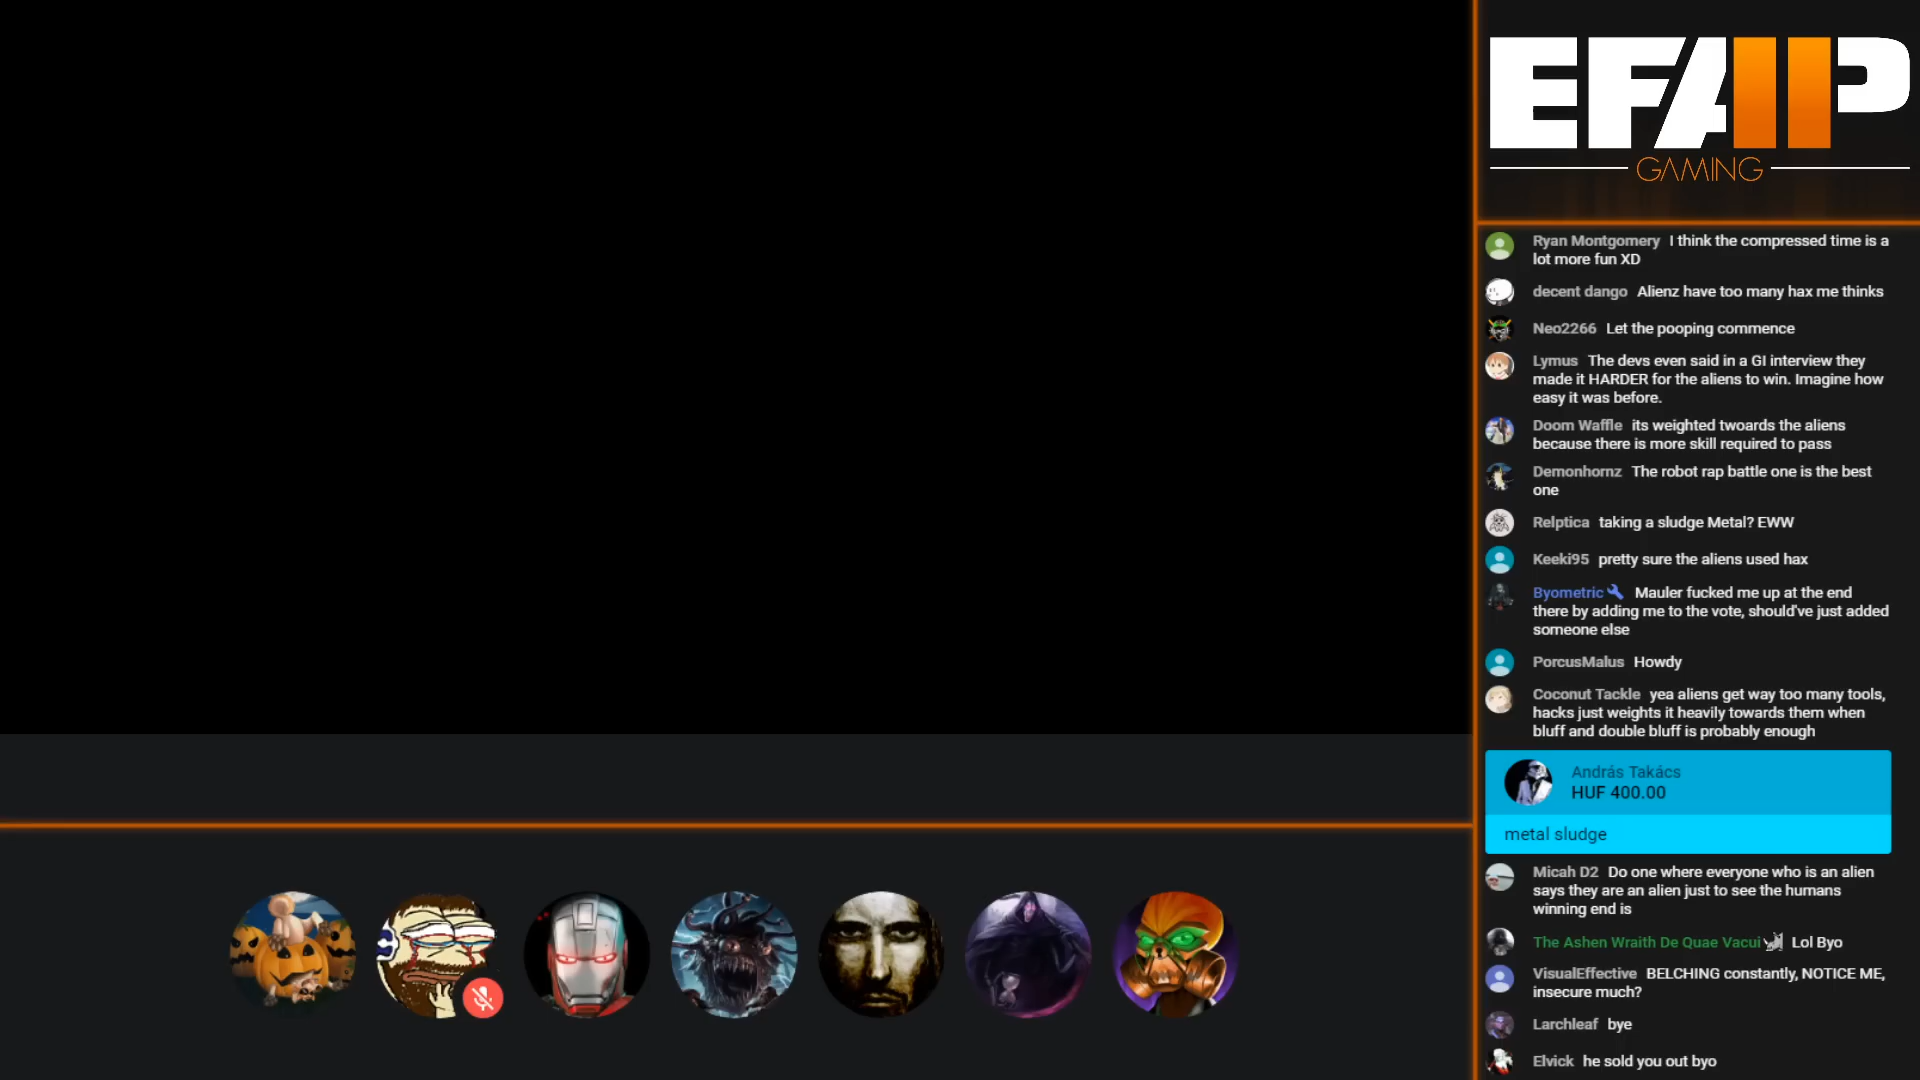 EFAP
GAMING
Ryan Montgomery I think the compressed time is a
lot more fun XD
decent dango Alienz have too many hax me thinks
Neo2266 Let the pooping commence
Lymus The devs even said in a GI interview they
made it HARDER for the aliens to win. Imagine how
easy it was before.
Doom Waffle its weighted twoards the aliens
because there is more skill required to pass
Demonhornz The robot rap battle one is the best
one
Relptica taking a sludge Metal? EWW
Keeki95 pretty sure the aliens used hax
Byometric Mauler fucked me up at the end
there by adding me to the vote, should've just added
someone else
PorcusMalus Howdy
Coconut Tackle yea aliens get way too many tools,
hacks just weights it heavily towards them when
bluff and double bluff is probably enough
András Takács
HUF 400.00
metal sludge
Micah D2 Do one where everyone who is an alien
says they are an alien just to see the humans
winning end is
The Ashen Wraith De Quae Vacui Lol Byo
VisualEffective BELCHING constantly, NOTICE ME,
insecure much?
Larchleaf bye
Elvick he sold you out byo